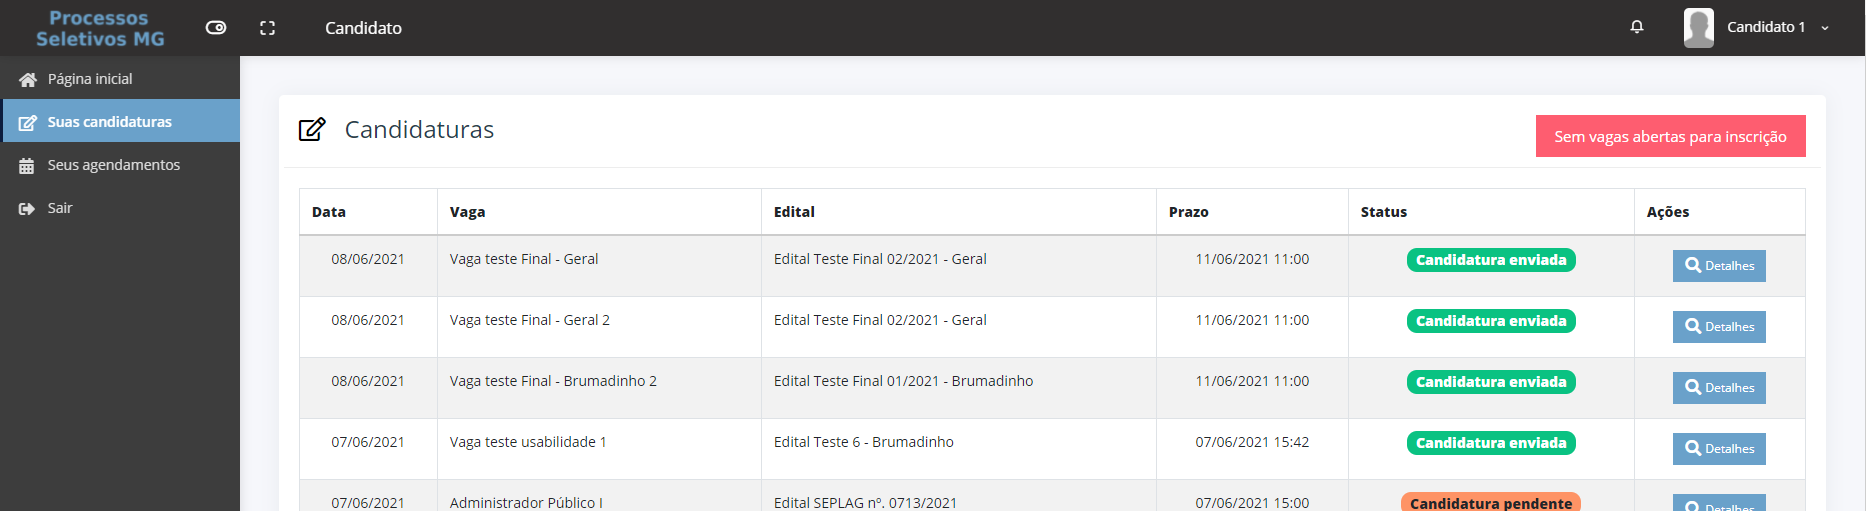 Processos
Seletivos MG
Candidato
Candidato 1
Página inicial
Suas candidaturas
Seus agendamentos
Sair
Candidaturas
Sem vagas abertas para inscrição
Data Vaga Edital Prazo Status Ações
08/06/2021 Vaga teste Final - Geral Edital Teste Final 02/2021 - Geral 11/06/2021 11:00 Candidatura enviada Detalhes
08/06/2021 Vaga teste Final - Geral 2 Edital Teste Final 02/2021 - Geral 11/06/2021 11:00 Candidatura enviada Detalhes
08/06/2021 Vaga teste Final - Brumadinho 2 Edital Teste Final 01/2021 - Brumadinho 11/06/2021 11:00 Candidatura enviada Detalhes
07/06/2021 Vaga teste usabilidade 1 Edital Teste 6 - Brumadinho 07/06/2021 15:42 Candidatura enviada Detalhes
07/06/2021 Administrador Público I Edital SEPLAG nº. 0713/2021 07/06/2021 15:00 Candidatura pendente Detalhes